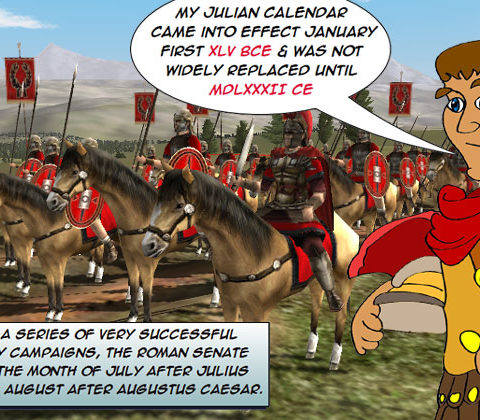 MY JULIAN CALENDAR
CAME INTO EFFECT JANUARY
FIRST XLV BCE & WAS NOT
WIDELY REPLACED UNTIL
MDLXXXII CE
A SERIES OF VERY SUCCESSFUL
Y CAMPAIGNS, THE ROMAN SENATE
THE MONTH OF JULY AFTER JULIUS
AUGUST AFTER AUGUSTUS CAESAR.